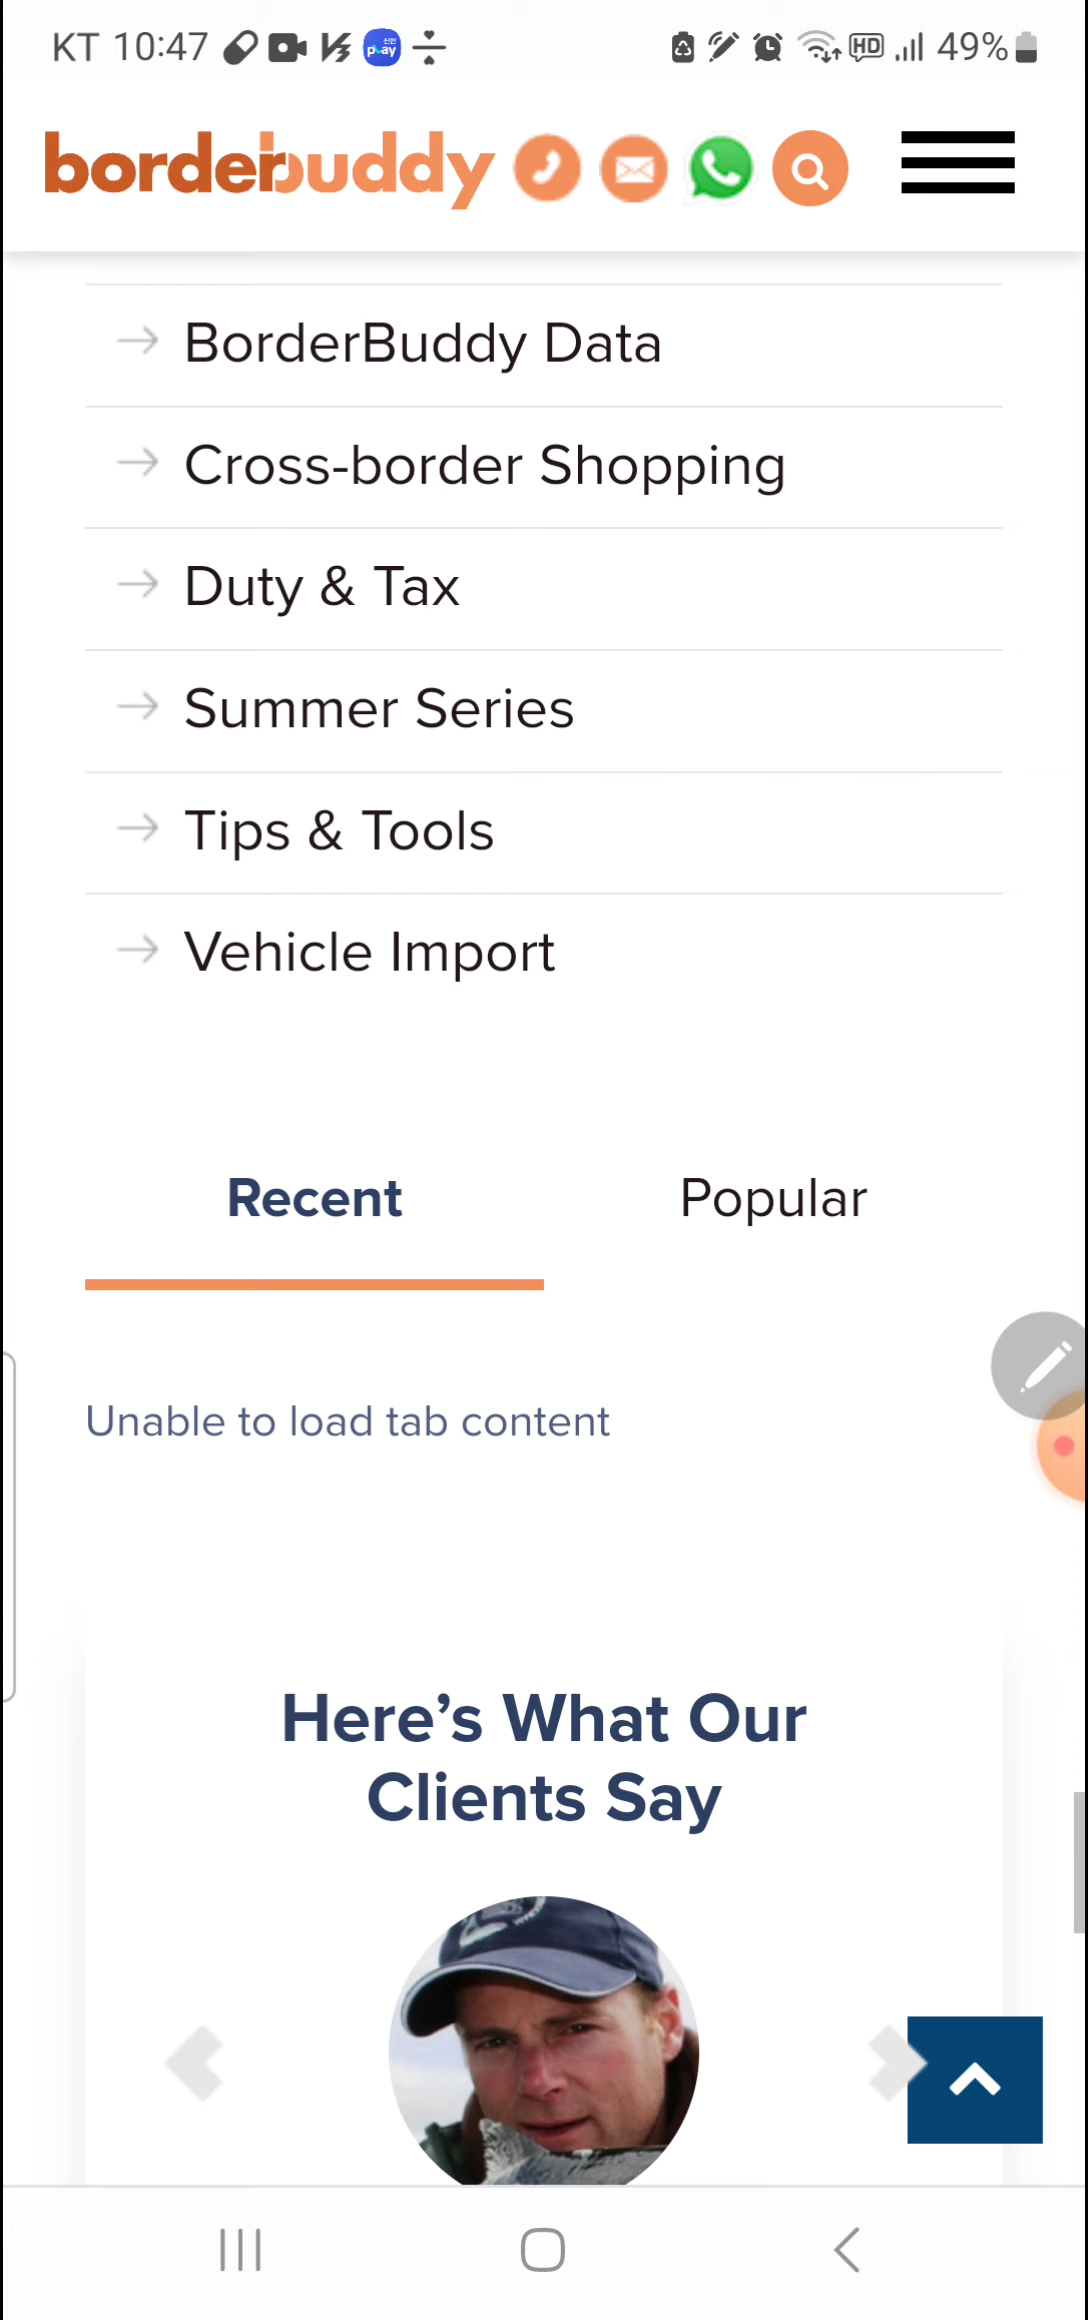 KT 10:47
HD 49%
borderbuddy
BorderBuddy Data
Cross-border Shopping
Duty & Tax
Summer Series
Tips & Tools
Vehicle Import
Recent Popular
Unable to load tab content
Here’s What Our
Clients Say